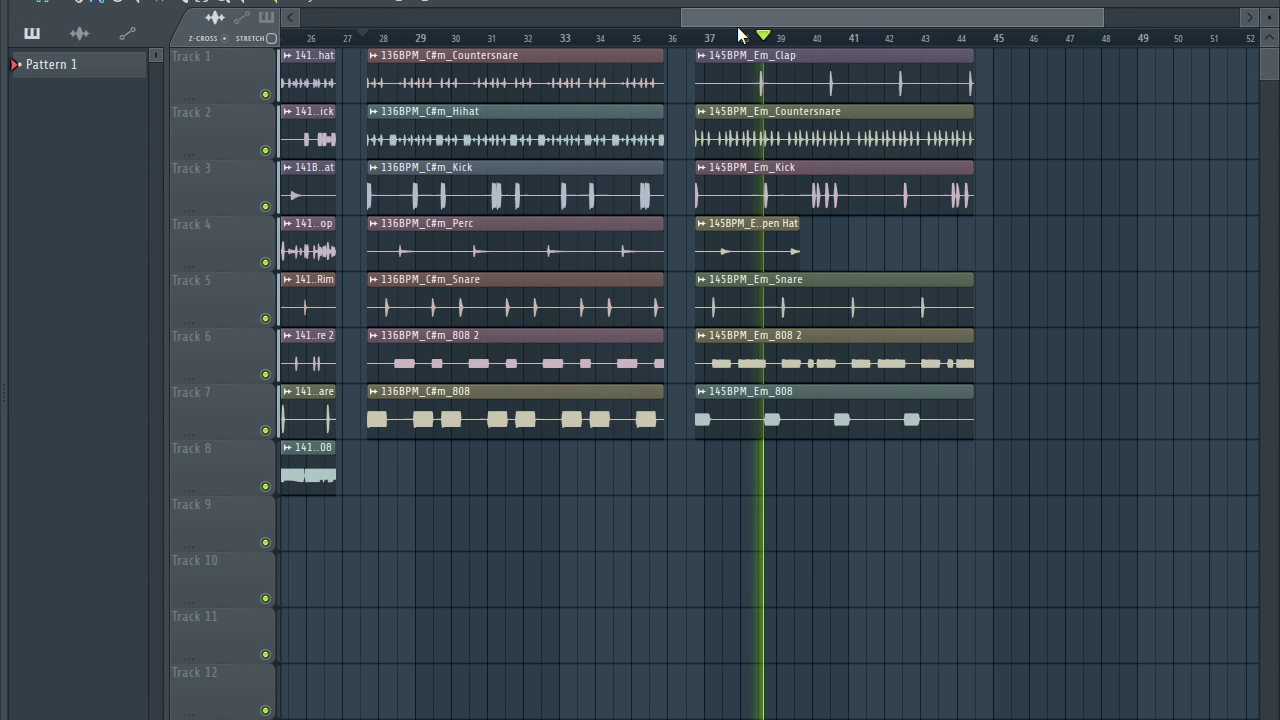 Z-CROSS STRETCH
26 27 28 29 30 31 32 33 34 35 36 37 39 40 41 42 43 44 45 46 47 48 49 50 51 52
Pattern 1
Track 1 141..hat 136BPM_C#m_Countersnare 145BPM_Em_Clap
Track 2 141..ick 136BPM_C#m_Hihat 145BPM_Em_Countersnare
Track 3 141B..at 136BPM_C#m_Kick 145BPM_Em_Kick
Track 4 141..op 136BPM_C#m_Perc 145BPM_E..pen Hat
Track 5 141..Rim 136BPM_C#m_Snare 145BPM_Em_Snare
Track 6 141..re 2 136BPM_C#m_808 2 145BPM_Em_808 2
Track 7 141..are 136BPM_C#m_808 145BPM_Em_808
Track 8 141..08
Track 9
Track 10
Track 11
Track 12